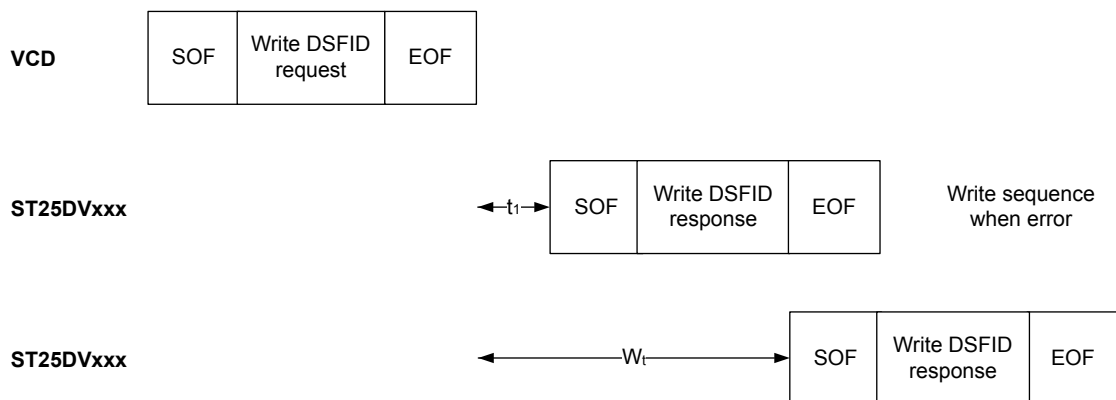 VCD
SOF
Write DSFID
request
EOF
ST25DVxxx
t1
SOF
Write DSFID
response
EOF
Write sequence
when error
ST25DVxxx
Wt
SOF
Write DSFID
response
EOF